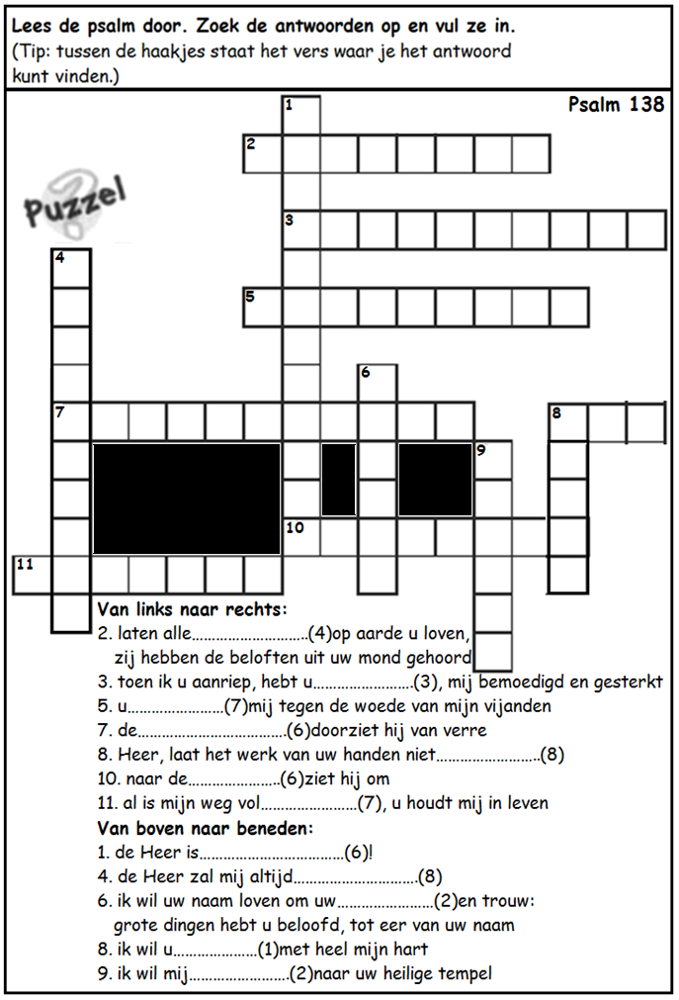 Lees de psalm door. Zoek de antwoorden op en vul ze in.
(Tip: tussen de haakjes staat het vers waar je het antwoord
kunt vinden.)
Psalm 138
Puzzel
1
2
3
4
5
6
7
8
9
10
11
Van links naar rechts:
2. laten alle............................(4)op aarde u loven,
zij hebben de beloften uit uw mond gehoord
3. toen ik u aanriep, hebt u........................(3), mij bemoedigd en gesterkt
5. u.......................(7)mij tegen de woede van mijn vijanden
7. de....................................(6)doorziet hij van verre
8. Heer, laat het werk van uw handen niet.........................(8)
10. naar de......................(6)ziet hij om
11. al is mijn weg vol.......................(7), u houdt mij in leven
Van boven naar beneden:
1. de Heer is...................................(6)!
4. de Heer zal mij altijd..............................(8)
6. ik wil uw naam loven om uw.......................(2)en trouw:
grote dingen hebt u beloofd, tot eer van uw naam
8. ik wil u....................(1)met heel mijn hart
9. ik wil mij........................(2)naar uw heilige tempel